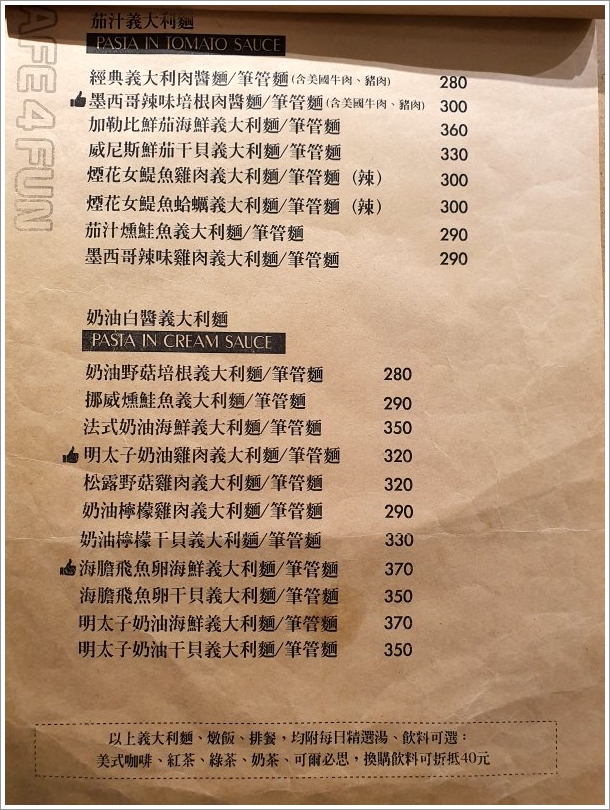 茄汁義大利麵
PASTA IN TOMATO SAUCE
經典義大利肉醬麵/筆管麵(含美國牛肉、豬肉) 280
墨西哥辣味培根肉醬麵/筆管麵(含美國牛肉、豬肉) 300
加勒比鮮茄海鮮義大利麵/筆管麵 360
威尼斯鮮茄干貝義大利麵/筆管麵 330
煙花女鯷魚雞肉義大利麵/筆管麵（辣） 300
煙花女鯷魚蛤蠣義大利麵/筆管麵（辣） 300
茄汁燻鮭魚義大利麵/筆管麵 290
墨西哥辣味雞肉義大利麵/筆管麵 290
AFE 4 FUN
奶油白醬義大利麵
PASTA IN CREAM SAUCE
奶油野菇培根義大利麵/筆管麵 280
挪威燻鮭魚義大利麵/筆管麵 290
法式奶油海鮮義大利麵/筆管麵 350
明太子奶油雞肉義大利麵/筆管麵 320
松露野菇雞肉義大利麵/筆管麵 320
奶油檸檬雞肉義大利麵/筆管麵 290
奶油檸檬干貝義大利麵/筆管麵 330
海膽飛魚卵海鮮義大利麵/筆管麵 370
海膽飛魚卵干貝義大利麵/筆管麵 350
明太子奶油海鮮義大利麵/筆管麵 370
明太子奶油干貝義大利麵/筆管麵 350
以上義大利麵、燉飯、排餐，均附每日精選湯、飲料可選：
美式咖啡、紅茶、綠茶、奶茶、可爾必思，換購飲料可折抵40元